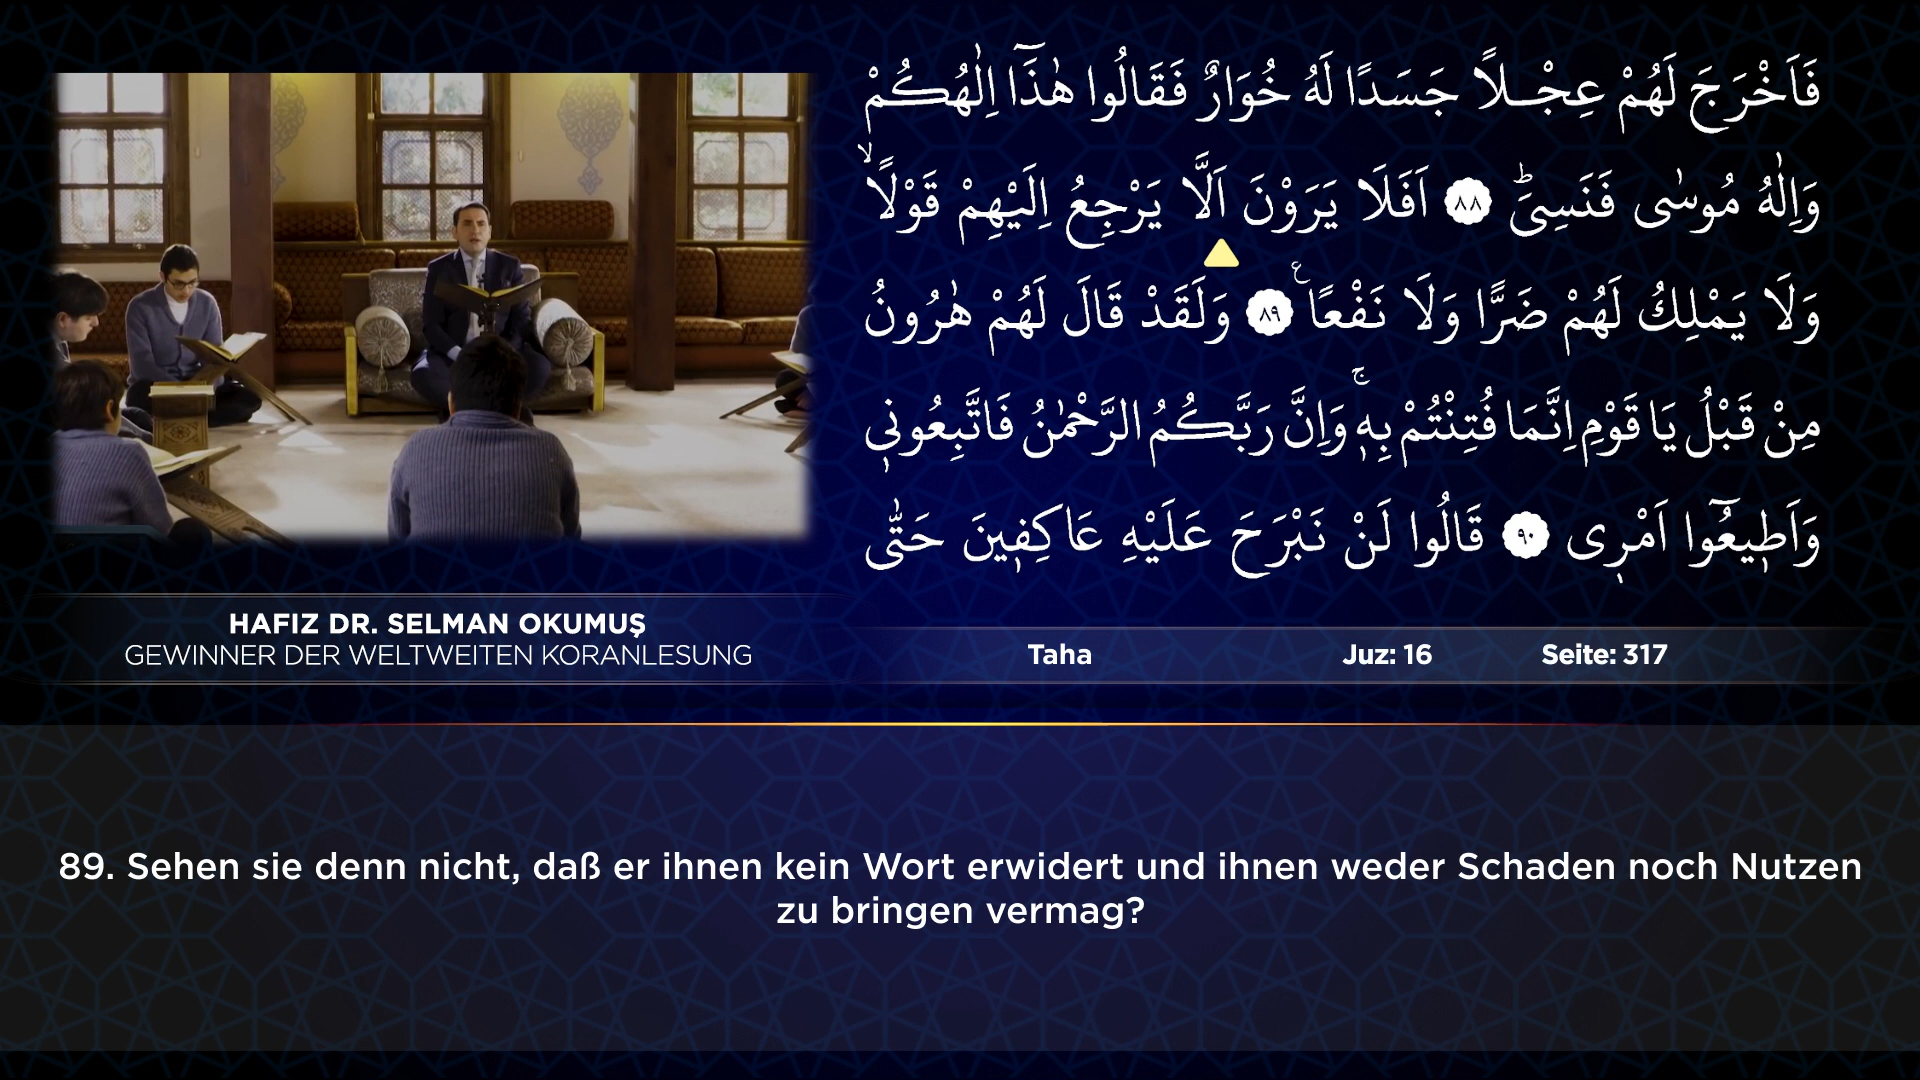 فَاَخْرَجَ لَهُمْ عِجْلًا جَسَدًا لَهُ خُوَارٌ فَقَالُوا هٰذَٓا اِلٰهُكُمْ
وَاِلٰهُ مُوسٰى فَنَسِيَۜ ٨٨ اَفَلَا يَرَوْنَ اَلَّا يَرْجِعُ اِلَيْهِمْ قَوْلًاۙ
وَلَا يَمْلِكُ لَهُمْ ضَرًّا وَلَا نَفْعًا۟ ٨٩ وَلَقَدْ قَالَ لَهُمْ هٰرُونُ
مِنْ قَبْلُ يَا قَوْمِ اِنَّمَا فُتِنْتُمْ بِه۪ۚ وَاِنَّ رَبَّكُمُ الرَّحْمٰنُ فَاتَّبِعُون۪ي
وَاَط۪يعُٓوا اَمْر۪ى ٩٠ قَالُوا لَنْ نَبْرَحَ عَلَيْهِ عَاكِف۪ينَ حَتّٰى
HAFIZ DR. SELMAN OKUMUŞ
GEWINNER DER WELTWEITEN KORANLESUNG
Taha Juz: 16 Seite: 317
89. Sehen sie denn nicht, daß er ihnen kein Wort erwidert und ihnen weder Schaden noch Nutzen
zu bringen vermag?